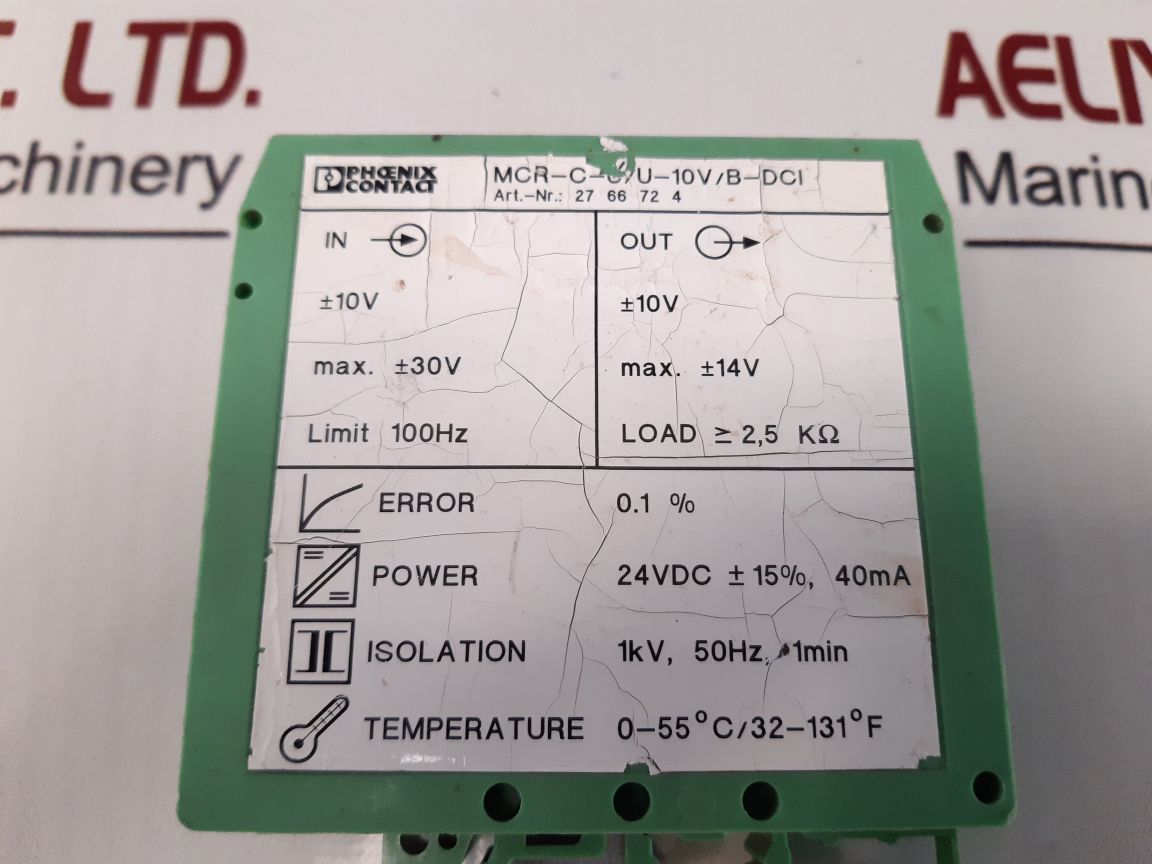 T. LTD.
chinery
AELI
Marin
PHŒNIX
CONTACT
MCR-C-U/U-10V/B-DCI
Art.-Nr.: 27 66 72 4
IN
OUT
±10V
±10V
max. ±30V
max. ±14V
Limit 100Hz
LOAD ≥ 2,5 KΩ
ERROR 0.1 %
POWER 24VDC ± 15%, 40mA
ISOLATION 1kV, 50Hz, 1min
TEMPERATURE 0-55°C/32-131°F